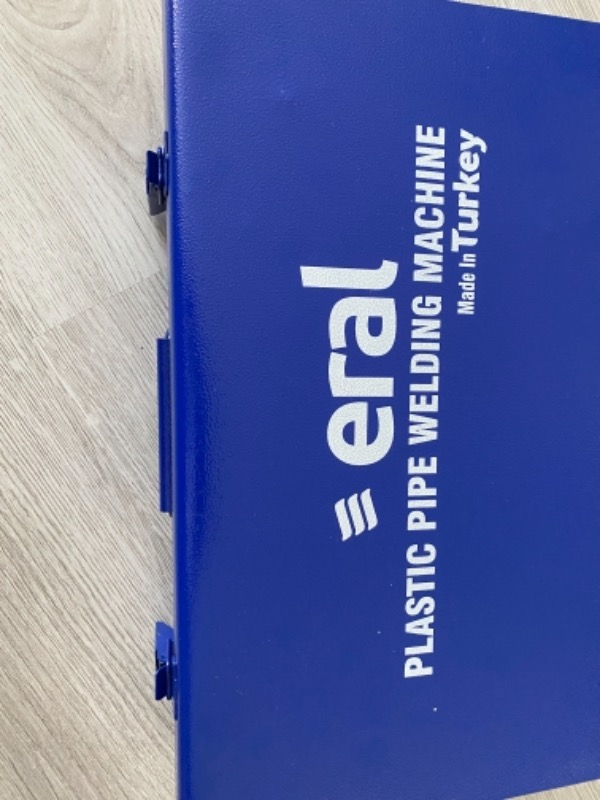 eral
PLASTIC PIPE WELDING MACHINE
Made In Turkey